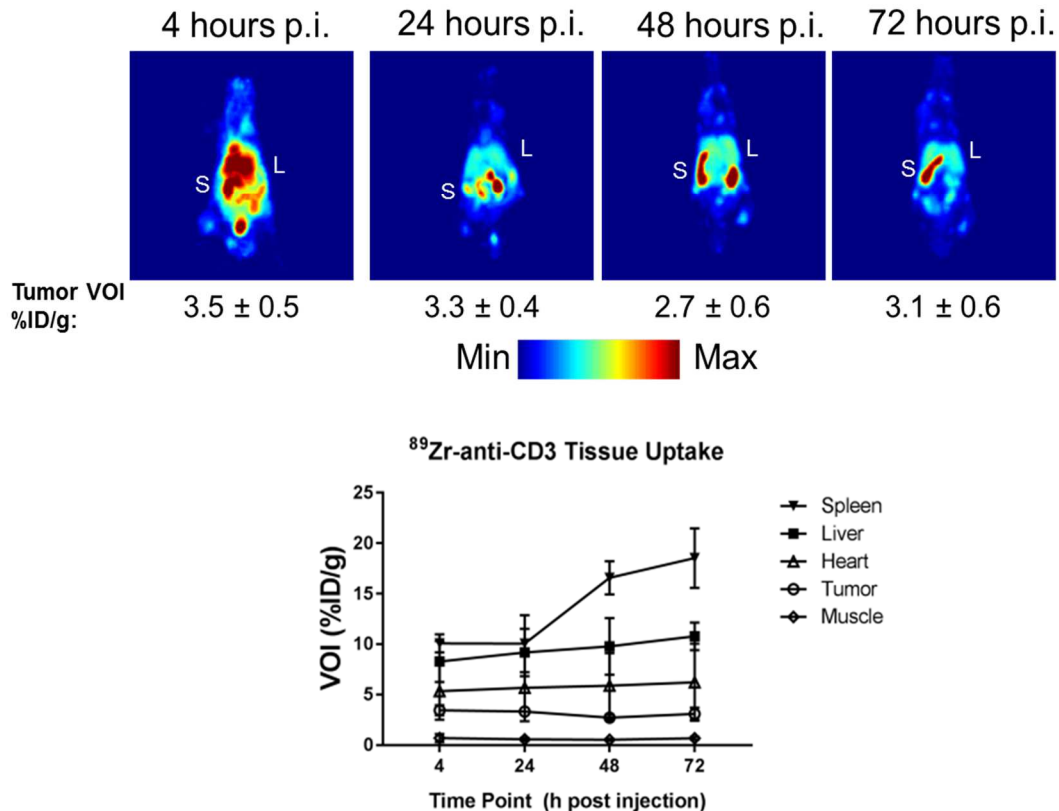 4 hours p.i. 24 hours p.i. 48 hours p.i. 72 hours p.i.
S L S L S L S L
Tumor VOI
%ID/g: 3.5 ± 0.5 3.3 ± 0.4 2.7 ± 0.6 3.1 ± 0.6
Min Max
⁸⁹Zr-anti-CD3 Tissue Uptake
VOI (%ID/g)
25
20
15
10
5
0
4 24 48 72
Time Point (h post injection)
Spleen
Liver
Heart
Tumor
Muscle